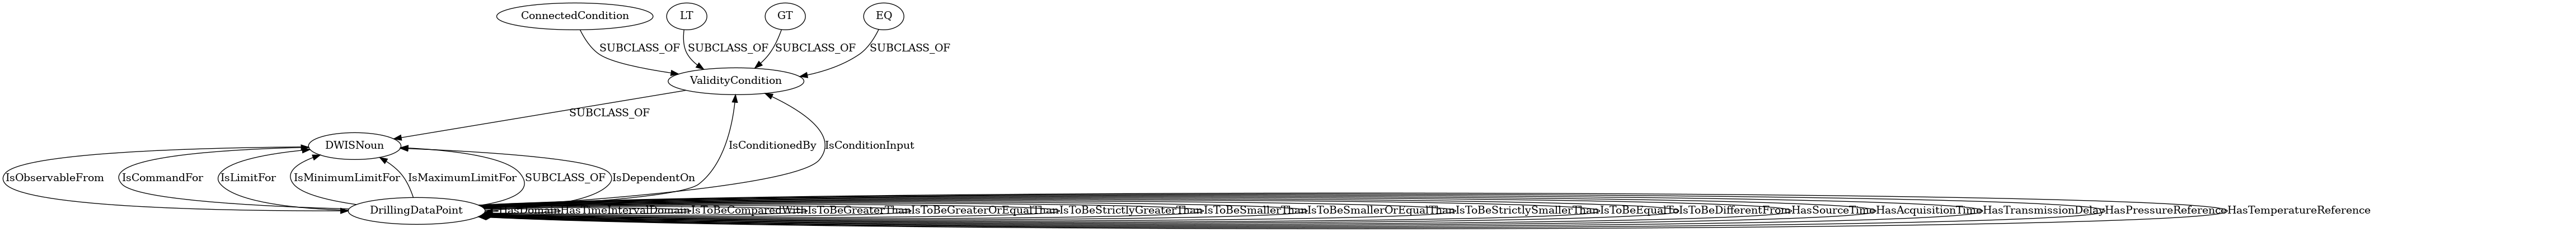 ConnectedCondition
LT
GT
EQ
SUBCLASS_OF
SUBCLASS_OF
SUBCLASS_OF
SUBCLASS_OF
ValidityCondition
SUBCLASS_OF
DWISNoun
IsConditionedBy
IsConditionInput
IsObservableFrom
IsCommandFor
IsLimitFor
IsMinimumLimitFor
IsMaximumLimitFor
SUBCLASS_OF
IsDependentOn
DrillingDataPoint
HasDomain
HasTimeIntervalDomain
IsToBeComparedWith
IsToBeGreaterThan
IsToBeGreaterOrEqualThan
IsToBeStrictlyGreaterThan
IsToBeSmallerThan
IsToBeSmallerOrEqualThan
IsToBeStrictlySmallerThan
IsToBeEqualTo
IsToBeDifferentFrom
HasSourceTime
HasAcquisitionTime
HasTransmissionDelay
HasPressureReference
HasTemperatureReference